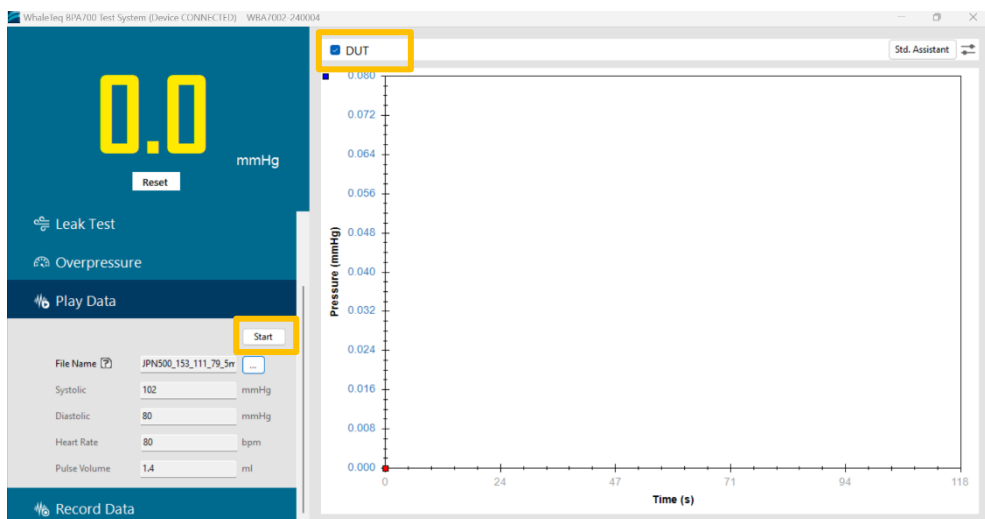 WhaleTeq BPA700 Test System (Device CONNECTED) WBA7002-240004
0.0
mmHg
Reset
Leak Test
Overpressure
Play Data
Start
File Name [?] JPN500_153_111_79_5m ...
Systolic 102 mmHg
Diastolic 80 mmHg
Heart Rate 80 bpm
Pulse Volume 1.4 ml
Record Data
DUT
Std. Assistant
Pressure (mmHg)
0.080
0.072
0.064
0.056
0.048
0.040
0.032
0.024
0.016
0.008
0.000
0 24 47 71 94 118
Time (s)